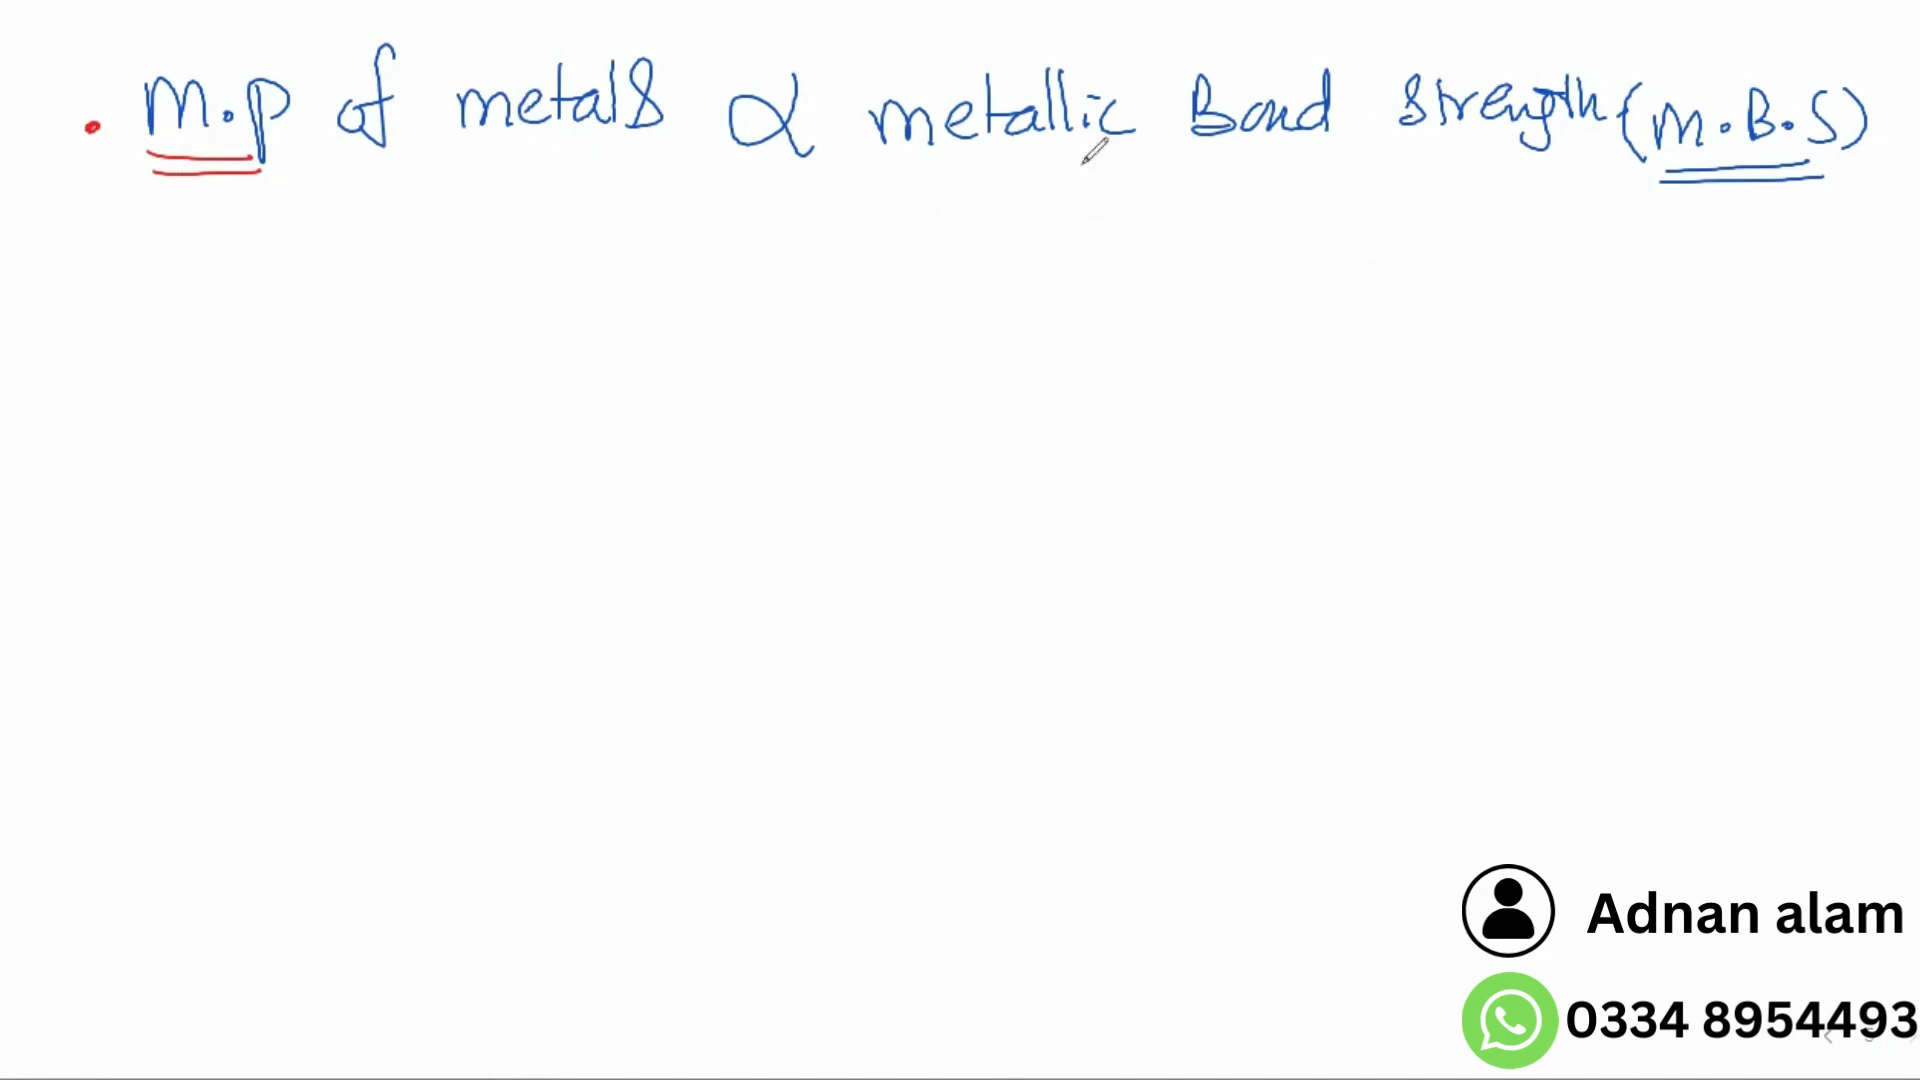 . M.P of metals ∝ metallic Bond strength (M.B.S)
Adnan alam
0334 8954493